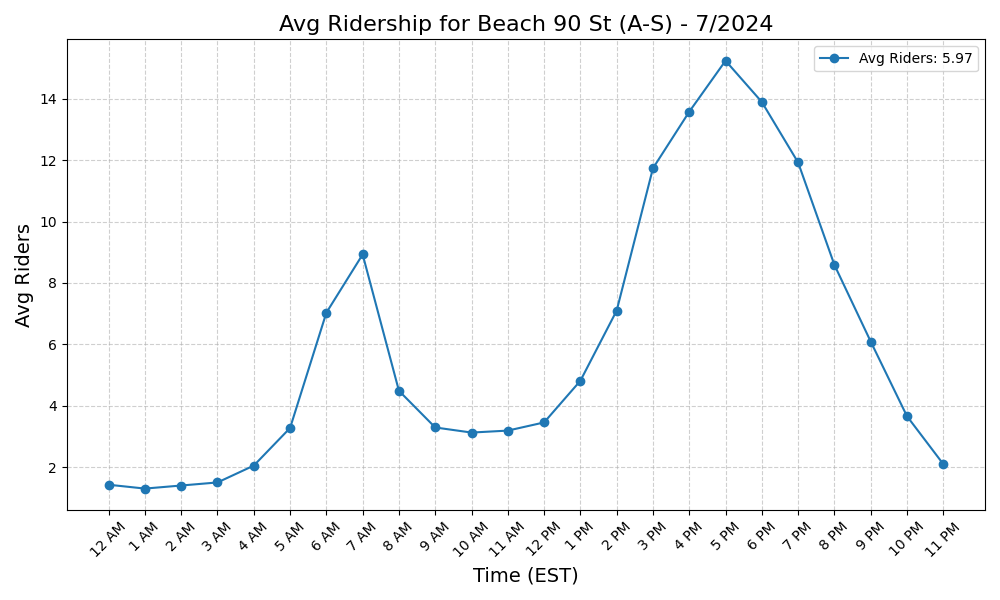 Avg Ridership for Beach 90 St (A-S) - 7/2024
Avg Riders: 5.97
Avg Riders
14
12
10
8
6
4
2
12 AM
1 AM
2 AM
3 AM
4 AM
5 AM
6 AM
7 AM
8 AM
9 AM
10 AM
11 AM
12 PM
1 PM
2 PM
3 PM
4 PM
5 PM
6 PM
7 PM
8 PM
9 PM
10 PM
11 PM
Time (EST)